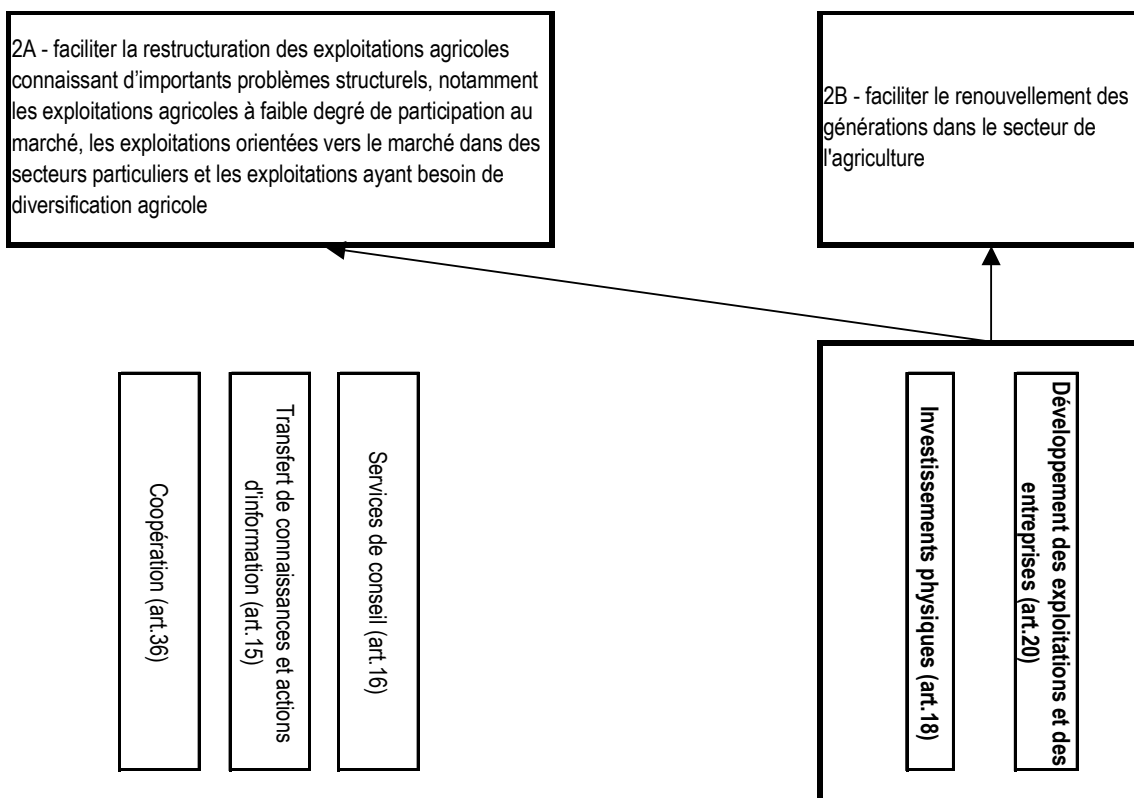 2A - faciliter la restructuration des exploitations agricoles
connaissant d'importants problèmes structurels, notamment
les exploitations agricoles à faible degré de participation au
marché, les exploitations orientées vers le marché dans des
secteurs particuliers et les exploitations ayant besoin de
diversification agricole
2B - faciliter le renouvellement des
générations dans le secteur de
l'agriculture
Coopération (art.36)
Transfert de connaissances et actions
d'information (art.15)
Services de conseil (art.16)
Investissements physiques (art.18)
Développement des exploitations et des
entreprises (art.20)